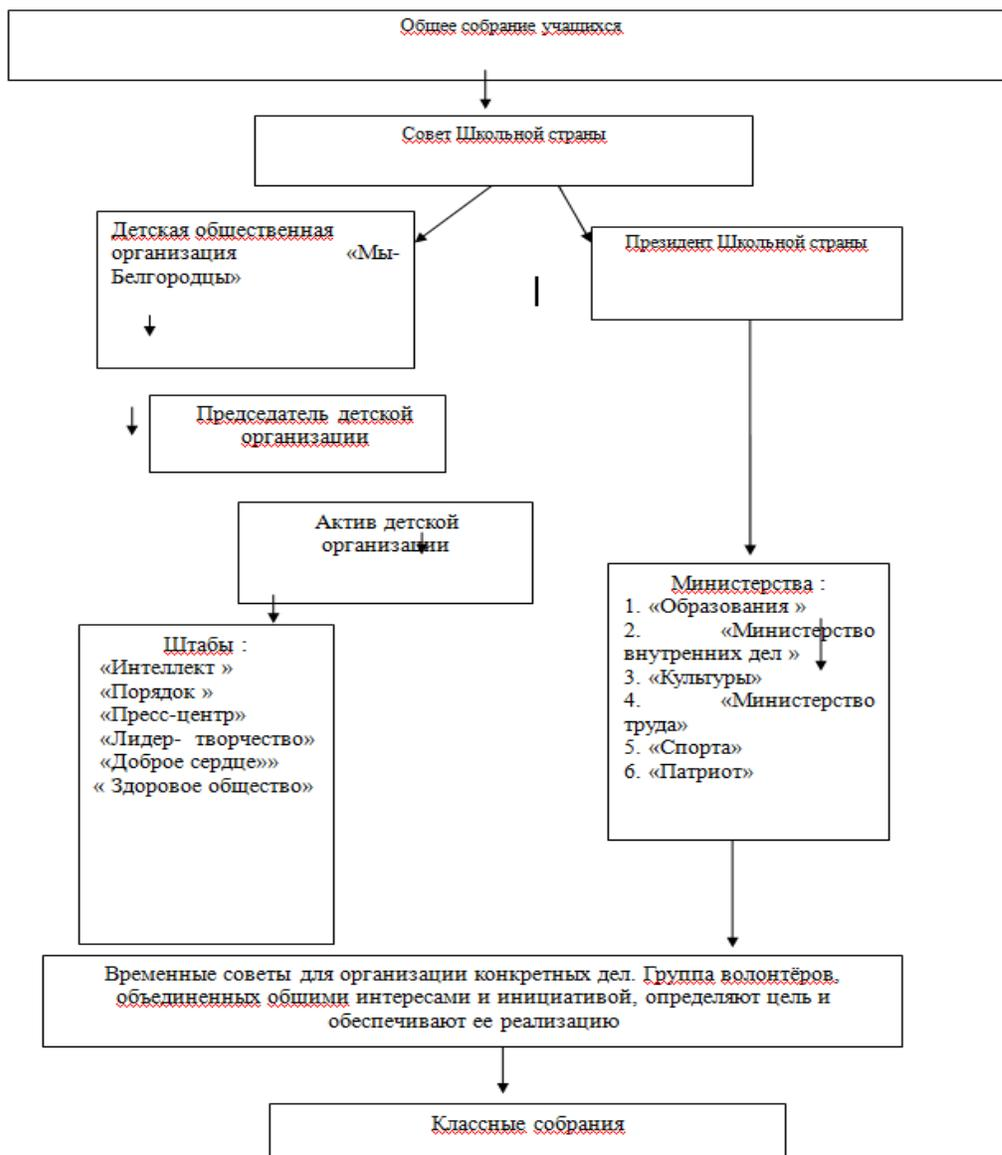 Общее собрание учащихся
Совет Школьной страны
Детская общественная
организация «Мы-
Белгородцы»
Президент Школьной страны
Председатель детской
организации
Актив детской
организации
Штабы :
«Интеллект »
«Порядок »
«Пресс-центр»
«Лидер- творчество»
«Доброе сердце»»
« Здоровое общество»
Министерства :
1. «Образования »
2. «Министерство
внутренних дел »
3. «Культуры»
4. «Министерство
труда»
5. «Спорта»
6. «Патриот»
Временные советы для организации конкретных дел. Группа волонтёров,
объединенных общими интересами и инициативой, определяют цель и
обеспечивают ее реализацию
Классные собрания